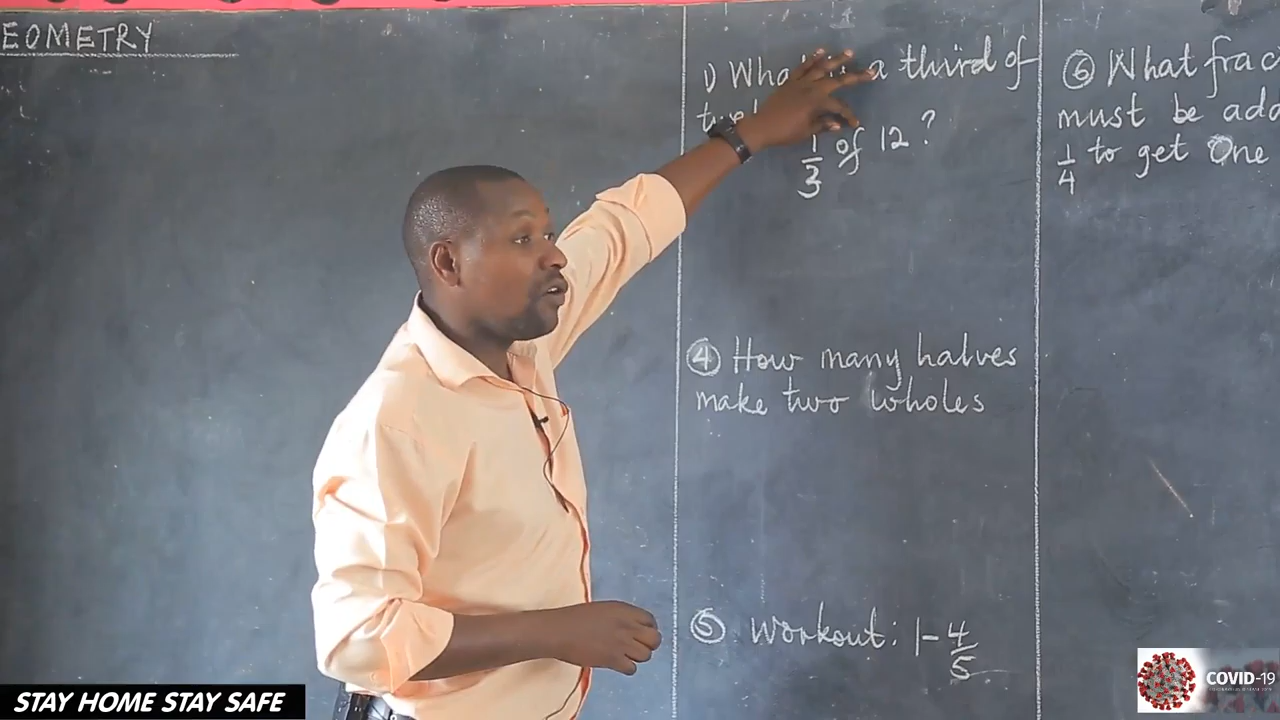 EOMETRY
1) What a third of
1/3 of 12 ?
④ How many halves
make two wholes
⑤ Workout: 1 - 4/5
⑥ What frac
must be add
1/4 to get One
STAY HOME STAY SAFE
COVID-19